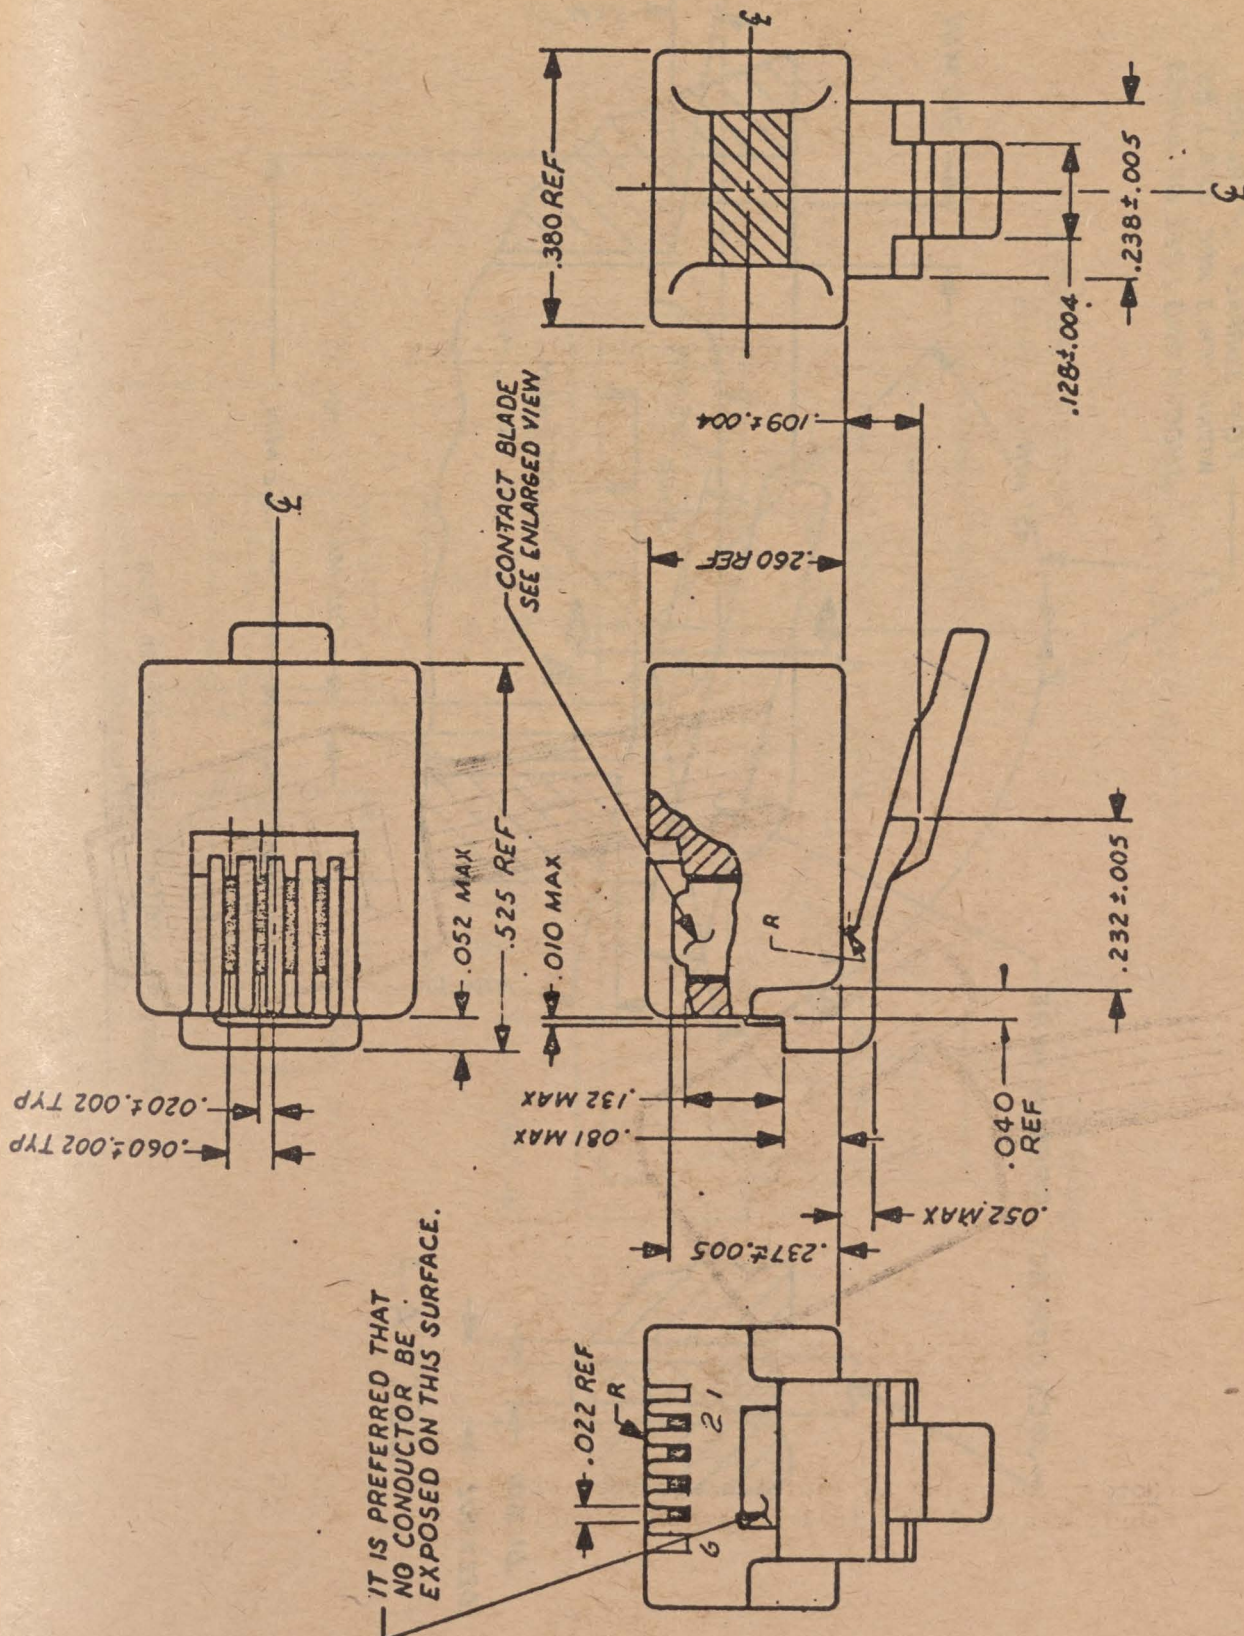 ℄
.380 REF
.238±.005
.128±.004
℄
.109±.004
CONTACT BLADE
SEE ENLARGED VIEW
.260 REF
℄
.052 MAX
.525 REF
.010 MAX
R
.232±.005
.020±.002 TYP
.060±.002 TYP
.132 MAX
.081 MAX
.040
REF
.052 MAX
.237±.005
IT IS PREFERRED THAT
NO CONDUCTOR BE
EXPOSED ON THIS SURFACE.
.022 REF
R
6 2 1